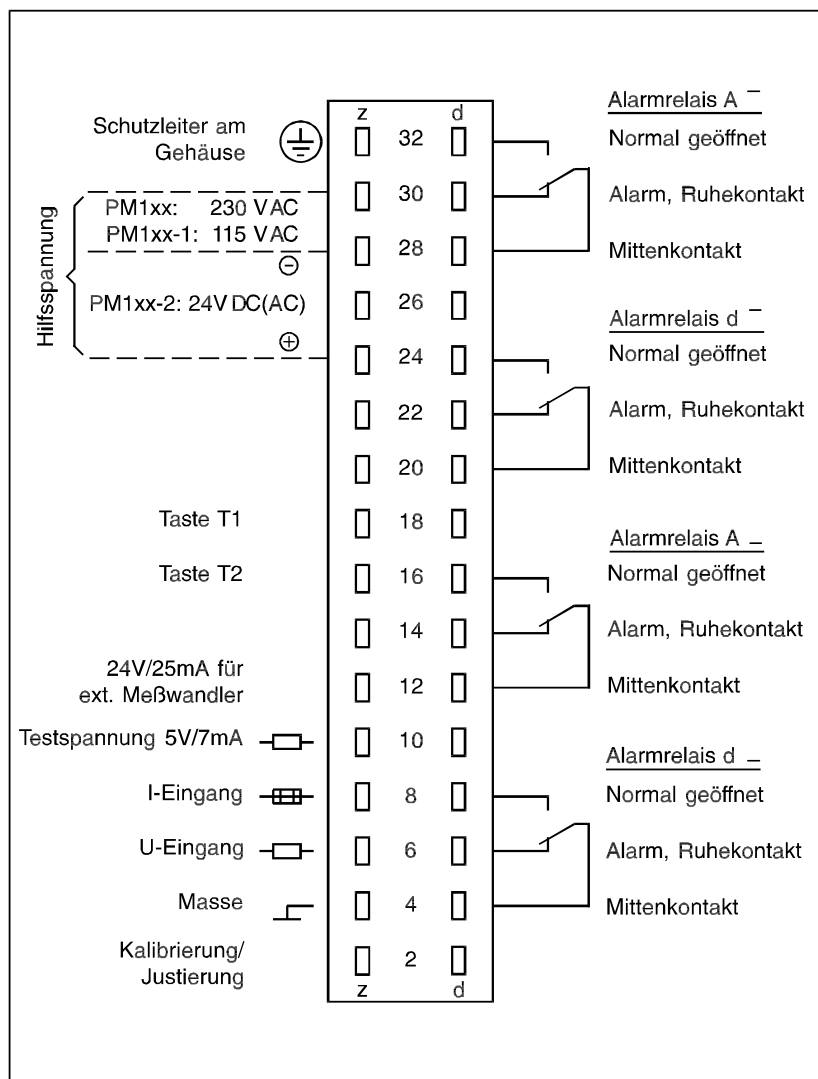 z d
Alarmrelais A ‾
Schutzleiter am
Gehäuse
32
Normal geöffnet
Hilfsspannung
PM1xx: 230 VAC
30
Alarm, Ruhekontakt
PM1xx-1: 115 VAC
28
Mittenkontakt
−
PM1xx-2: 24V DC(AC)
26
Alarmrelais d ‾
+
24
Normal geöffnet
22
Alarm, Ruhekontakt
20
Mittenkontakt
Taste T1
18
Alarmrelais A _
Taste T2
16
Normal geöffnet
14
Alarm, Ruhekontakt
24V/25mA für
ext. Meßwandler
12
Mittenkontakt
Testspannung 5V/7mA
10
Alarmrelais d _
I-Eingang
8
Normal geöffnet
U-Eingang
6
Alarm, Ruhekontakt
Masse
4
Mittenkontakt
Kalibrierung/
Justierung
2
z d